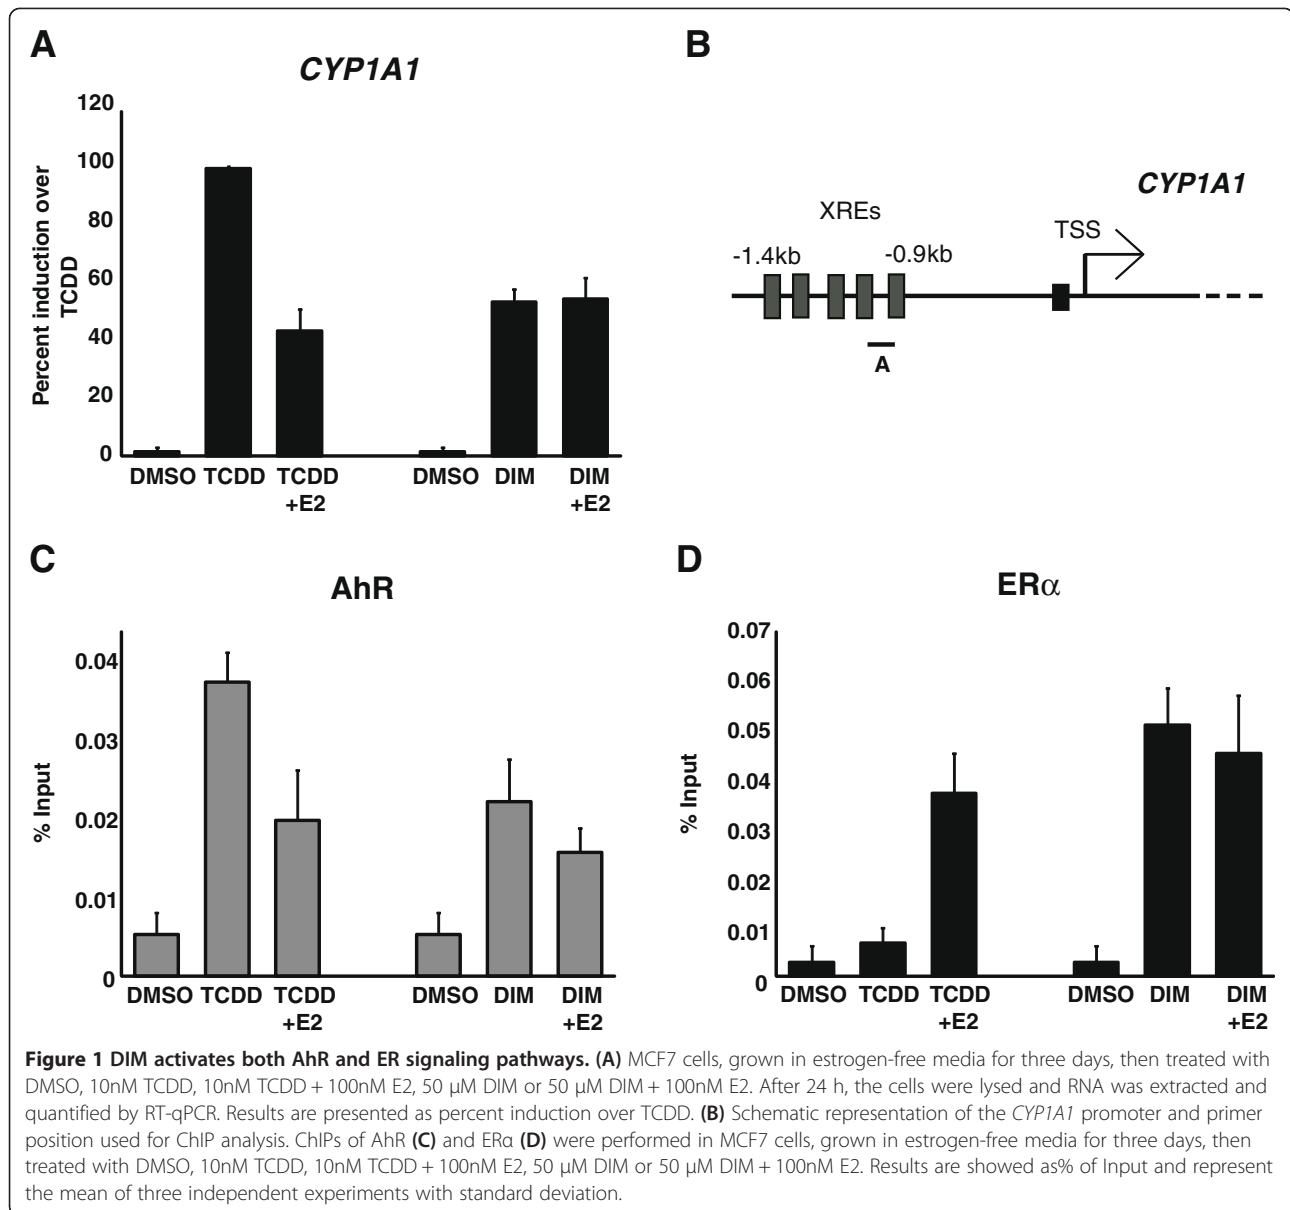 A
CYP1A1
Percent induction over
TCDD
120
100
80
60
40
20
0
DMSO TCDD TCDD
+E2
DMSO DIM DIM
+E2
B
CYP1A1
XREs
TSS
-1.4kb
-0.9kb
A
C
AhR
% Input
0.04
0.03
0.02
0.01
0
DMSO TCDD TCDD
+E2
DMSO DIM DIM
+E2
D
ERα
% Input
0.07
0.06
0.05
0.04
0.03
0.02
0.01
0
DMSO TCDD TCDD
+E2
DMSO DIM DIM
+E2
Figure 1 DIM activates both AhR and ER signaling pathways. (A) MCF7 cells, grown in estrogen-free media for three days, then treated with
DMSO, 10nM TCDD, 10nM TCDD + 100nM E2, 50 μM DIM or 50 μM DIM + 100nM E2. After 24 h, the cells were lysed and RNA was extracted and
quantified by RT-qPCR. Results are presented as percent induction over TCDD. (B) Schematic representation of the CYP1A1 promoter and primer
position used for ChIP analysis. ChIPs of AhR (C) and ERα (D) were performed in MCF7 cells, grown in estrogen-free media for three days, then
treated with DMSO, 10nM TCDD, 10nM TCDD + 100nM E2, 50 μM DIM or 50 μM DIM + 100nM E2. Results are showed as% of Input and represent
the mean of three independent experiments with standard deviation.